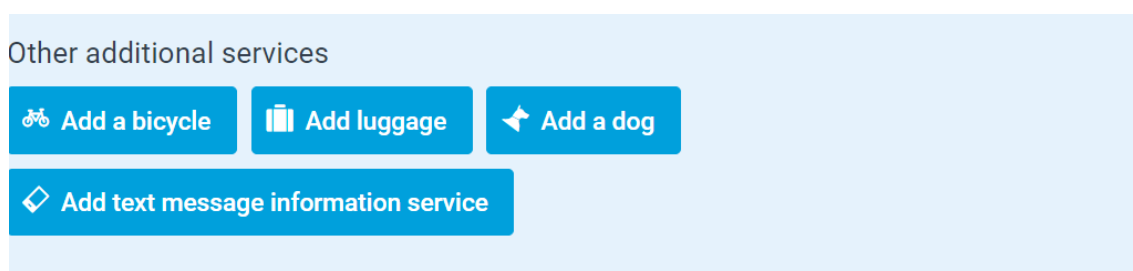 Other additional services
Add a bicycle Add luggage Add a dog
Add text message information service